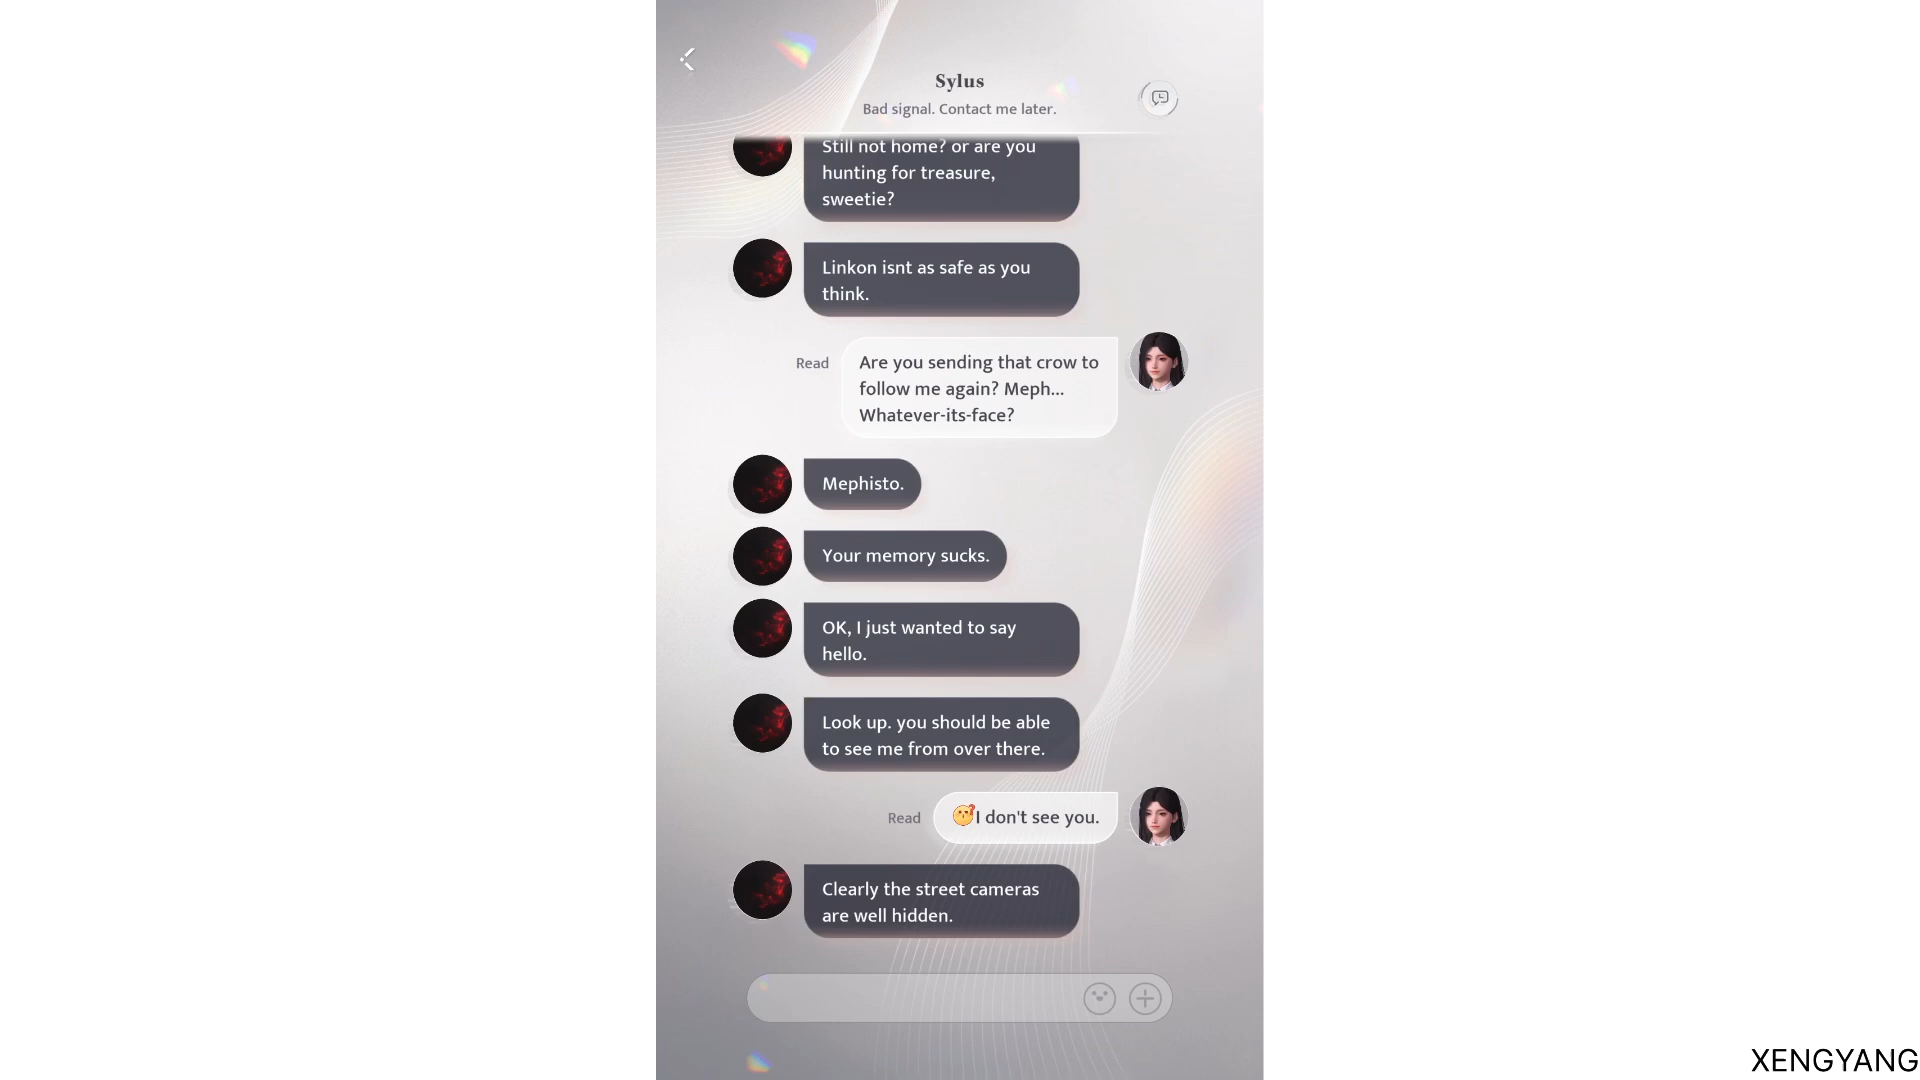 Sylus
Bad signal. Contact me later.
Still not home? or are you
hunting for treasure,
sweetie?
Linkon isnt as safe as you
think.
Read
Are you sending that crow to
follow me again? Meph...
Whatever-its-face?
Mephisto.
Your memory sucks.
OK, I just wanted to say
hello.
Look up. you should be able
to see me from over there.
Read
I don't see you.
Clearly the street cameras
are well hidden.
XENGYANG